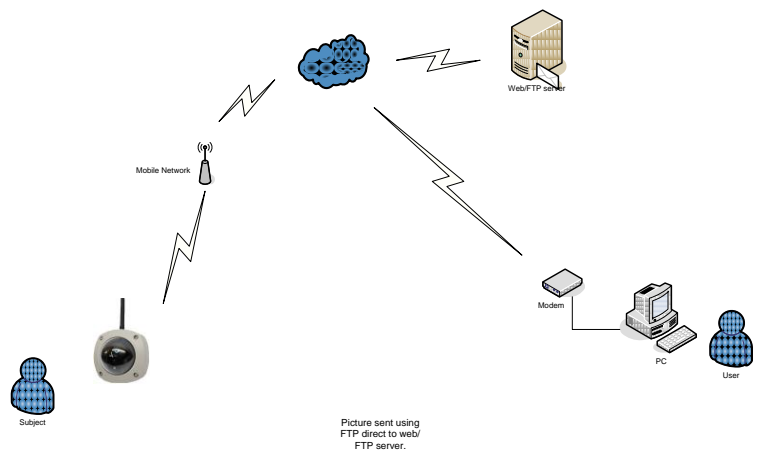 Web/FTP server
Mobile Network
Modem
PC
User
Subject
Picture sent using
FTP direct to web/
FTP server.